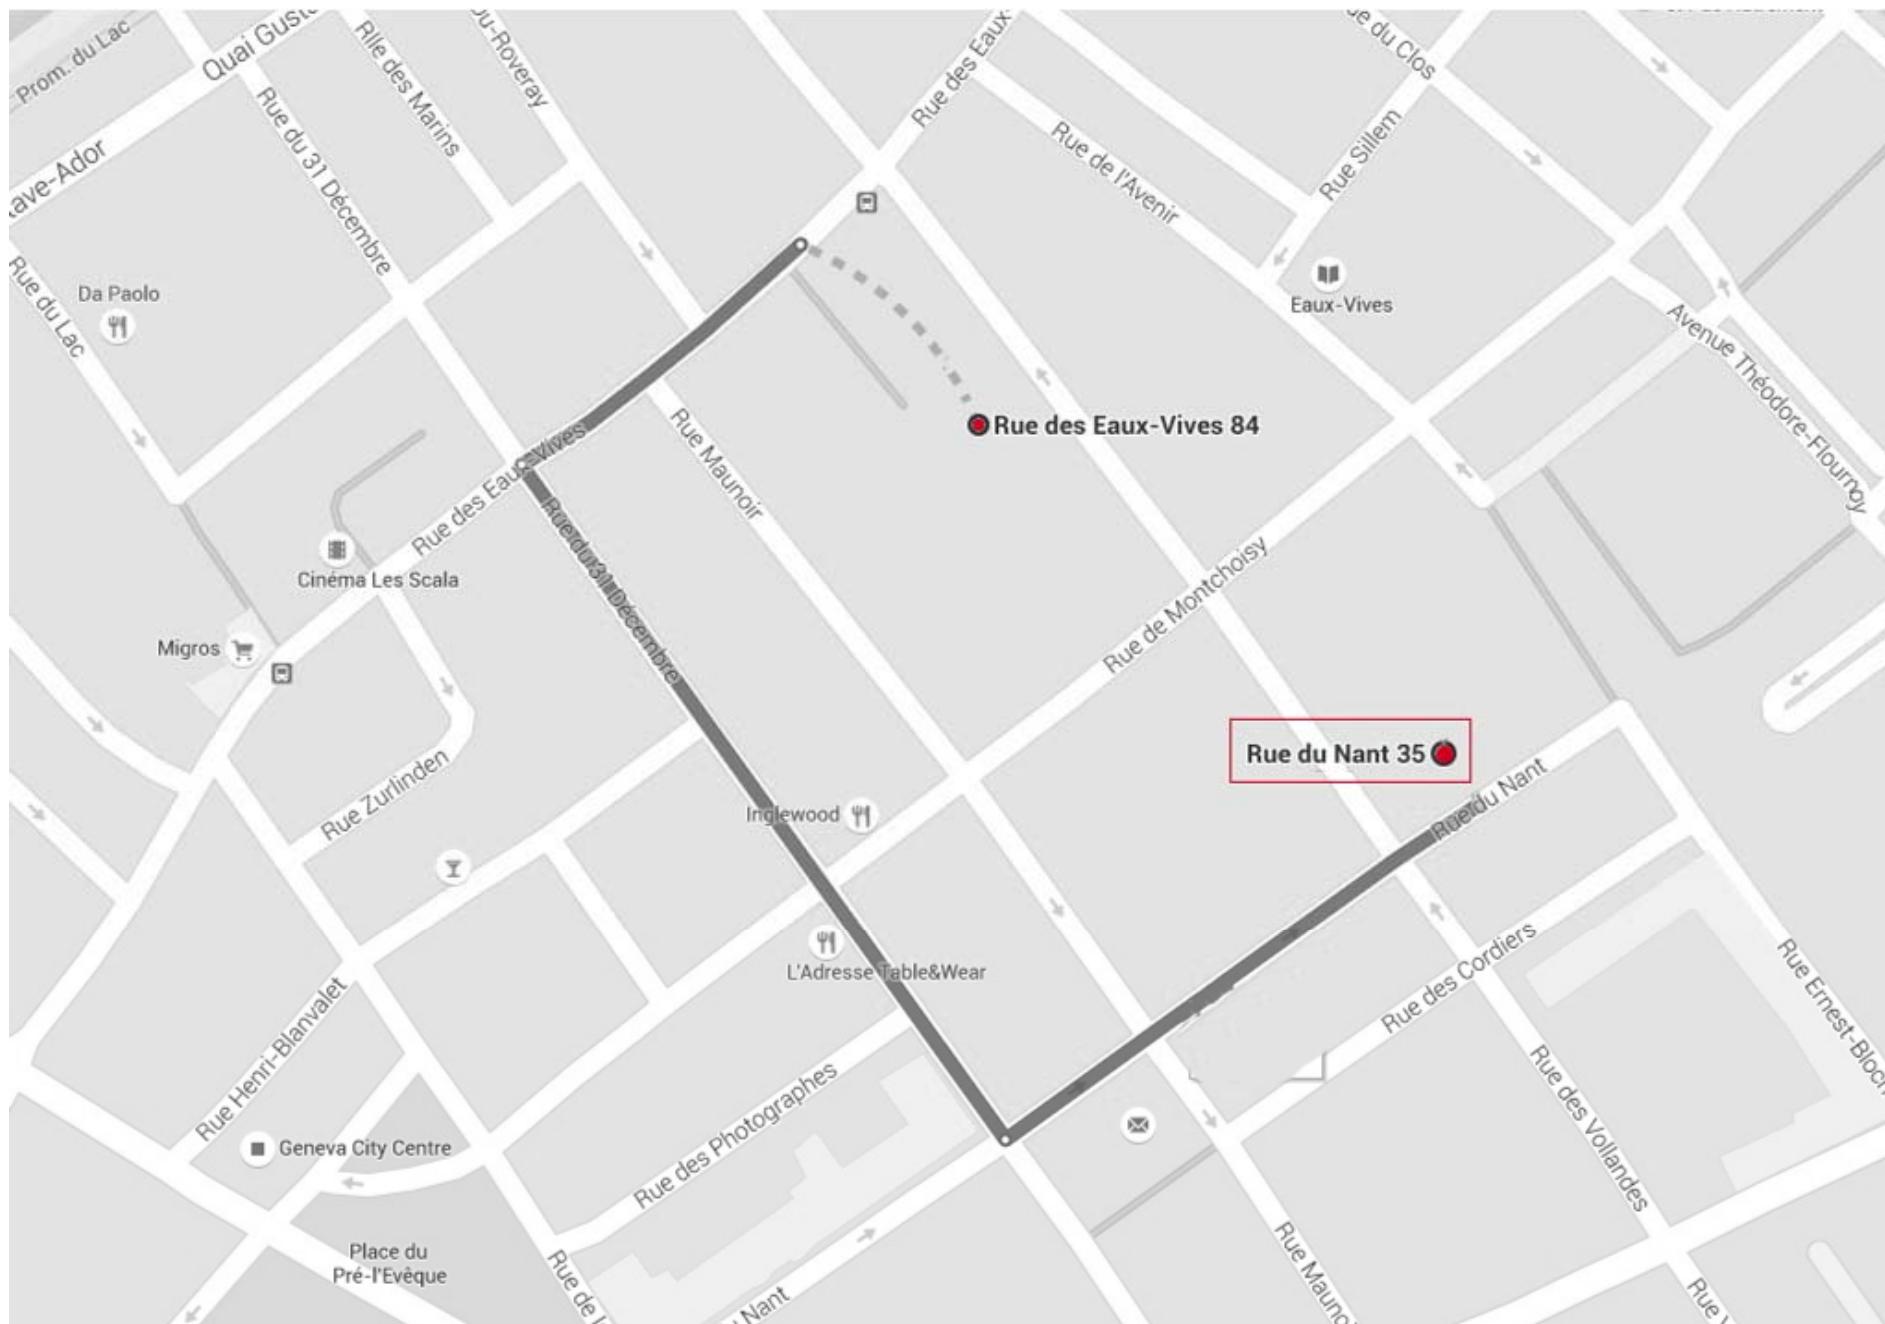 Prom. du Lac
Quai Gust
ave-Ador
Rlle des Marins
Du-Roveray
Rue du 31 Décembre
Rue des Eaux-
Rue de l'Avenir
Rue Sillem
ue du Clos
Rue du Lac
Da Paolo
Eaux-Vives
Avenue Théodore-Flournoy
Rue des Eaux-Vives 84
Rue Maunoir
Rue des Eaux-Vives
Rue du 31 Décembre
Cinéma Les Scala
Migros
Rue de Montchoisy
Rue du Nant 35
Rue du Nant
Rue Zurlinden
Inglewood
L'Adresse Table&Wear
Rue des Cordiers
Rue Ernest-Bloch
Rue Henri-Blanvalet
Geneva City Centre
Rue des Photographes
Rue des Vollandes
Place du
Pré-l'Evêque
Rue de l
Nant
Rue Mauno
Rue V